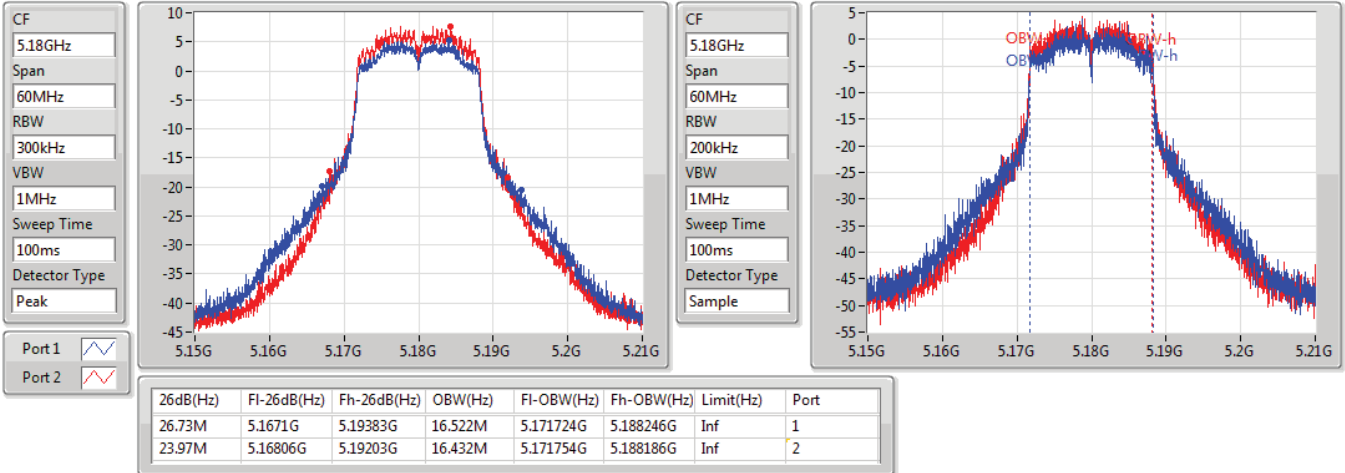 CF
5.18GHz
Span
60MHz
RBW
300kHz
VBW
1MHz
Sweep Time
100ms
Detector Type
Peak
Port 1
Port 2
10
5
0
-5
-10
-15
-20
-25
-30
-35
-40
-45
5.15G 5.16G 5.17G 5.18G 5.19G 5.2G 5.21G
CF
5.18GHz
Span
60MHz
RBW
200kHz
VBW
1MHz
Sweep Time
100ms
Detector Type
Sample
5
0
-5
-10
-15
-20
-25
-30
-35
-40
-45
-50
-55
5.15G 5.16G 5.17G 5.18G 5.19G 5.2G 5.21G
26dB(Hz) Fl-26dB(Hz) Fh-26dB(Hz) OBW(Hz) Fl-OBW(Hz) Fh-OBW(Hz) Limit(Hz) Port
26.73M 5.1671G 5.19383G 16.522M 5.171724G 5.188246G Inf 1
23.97M 5.16806G 5.19203G 16.432M 5.171754G 5.188186G Inf 2